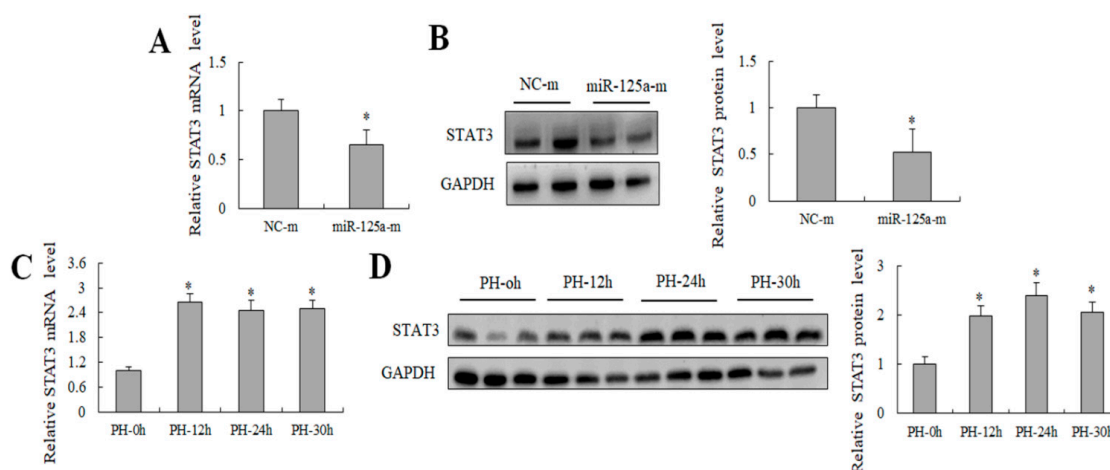 A
Relative STAT3 mRNA level
1.5
1
0.5
0
*
NC-m
miR-125a-m
B
NC-m
miR-125a-m
STAT3
GAPDH
Relative STAT3 protein level
1.5
1
0.5
0
*
NC-m
miR-125a-m
C
Relative STAT3 mRNA level
3.6
3
2.4
1.2
0.6
0
*
*
*
PH-0h
PH-12h
PH-24h
PH-30h
D
PH-oh
PH-12h
PH-24h
PH-30h
STAT3
GAPDH
Relative STAT3 protein level
3
2
1
0
*
*
*
PH-0h
PH-12h
PH-24h
PH-30h